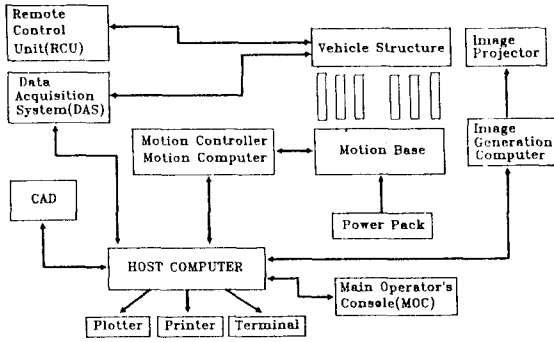 Remote
Control
Unit(RCU)
Vehicle Structure
Image
Projector
Data
Acquisition
System(DAS)
Motion Controller
Motion Computer
Motion Base
Image
Generation
Computer
CAD
Power Pack
HOST COMPUTER
Main Operator's
Console(MOC)
Plotter
Printer
Terminal